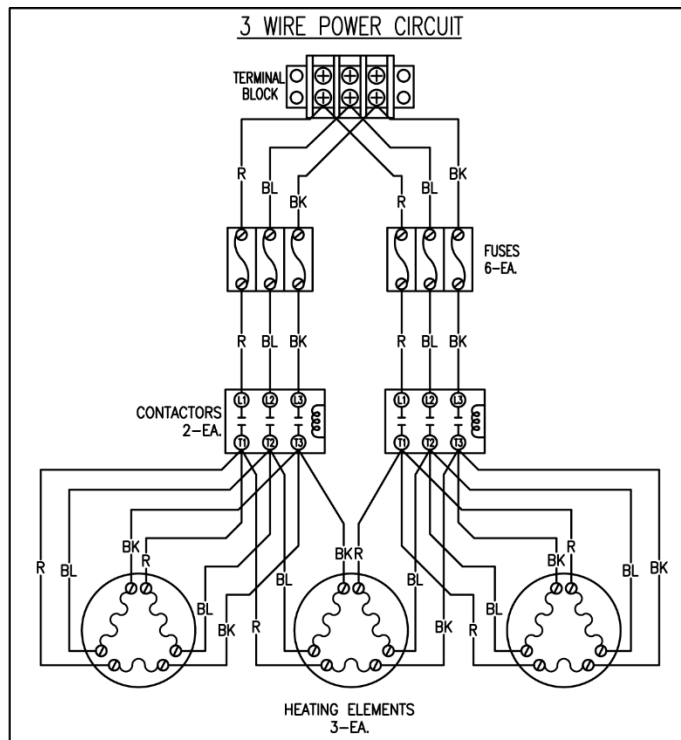 3 WIRE POWER CIRCUIT
TERMINAL
BLOCK
R
BL
BK
R
BL
BK
FUSES
6-EA.
R
BL
BK
R
BL
BK
CONTACTORS
2-EA.
L1
L2
L3
L1
L2
L3
T1
T2
T3
T1
T2
T3
R
BL
BK
R
BL
BK
R
BL
BK
R
BL
BK
R
BL
BK
R
BL
BK
HEATING ELEMENTS
3-EA.